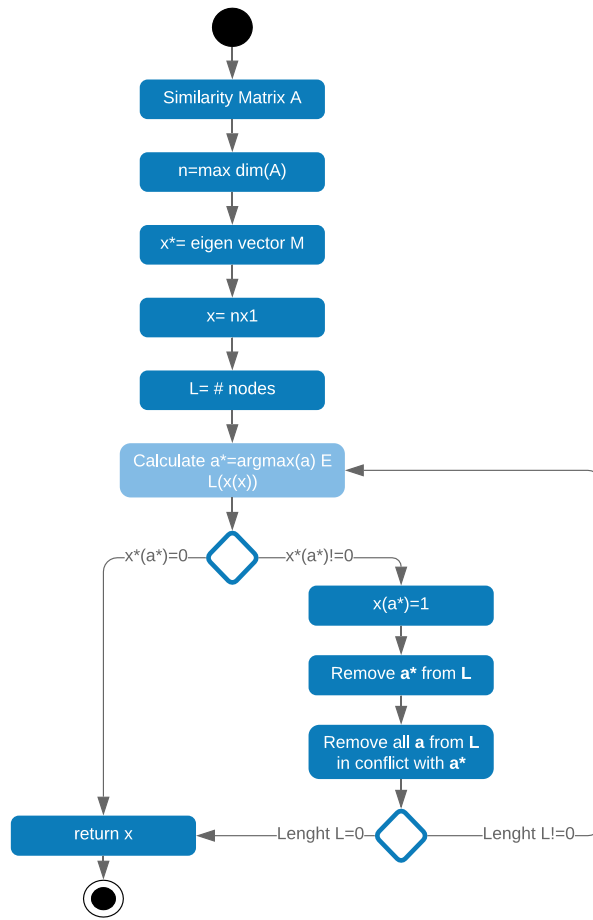 Similarity Matrix A
n=max dim(A)
x*= eigen vector M
x= nx1
L= # nodes
Calculate a*=argmax(a) E
L(x(x))
x*(a*)=0
x*(a*)!=0
x(a*)=1
Remove a* from L
Remove all a from L
in conflict with a*
return x
Lenght L=0
Lenght L!=0